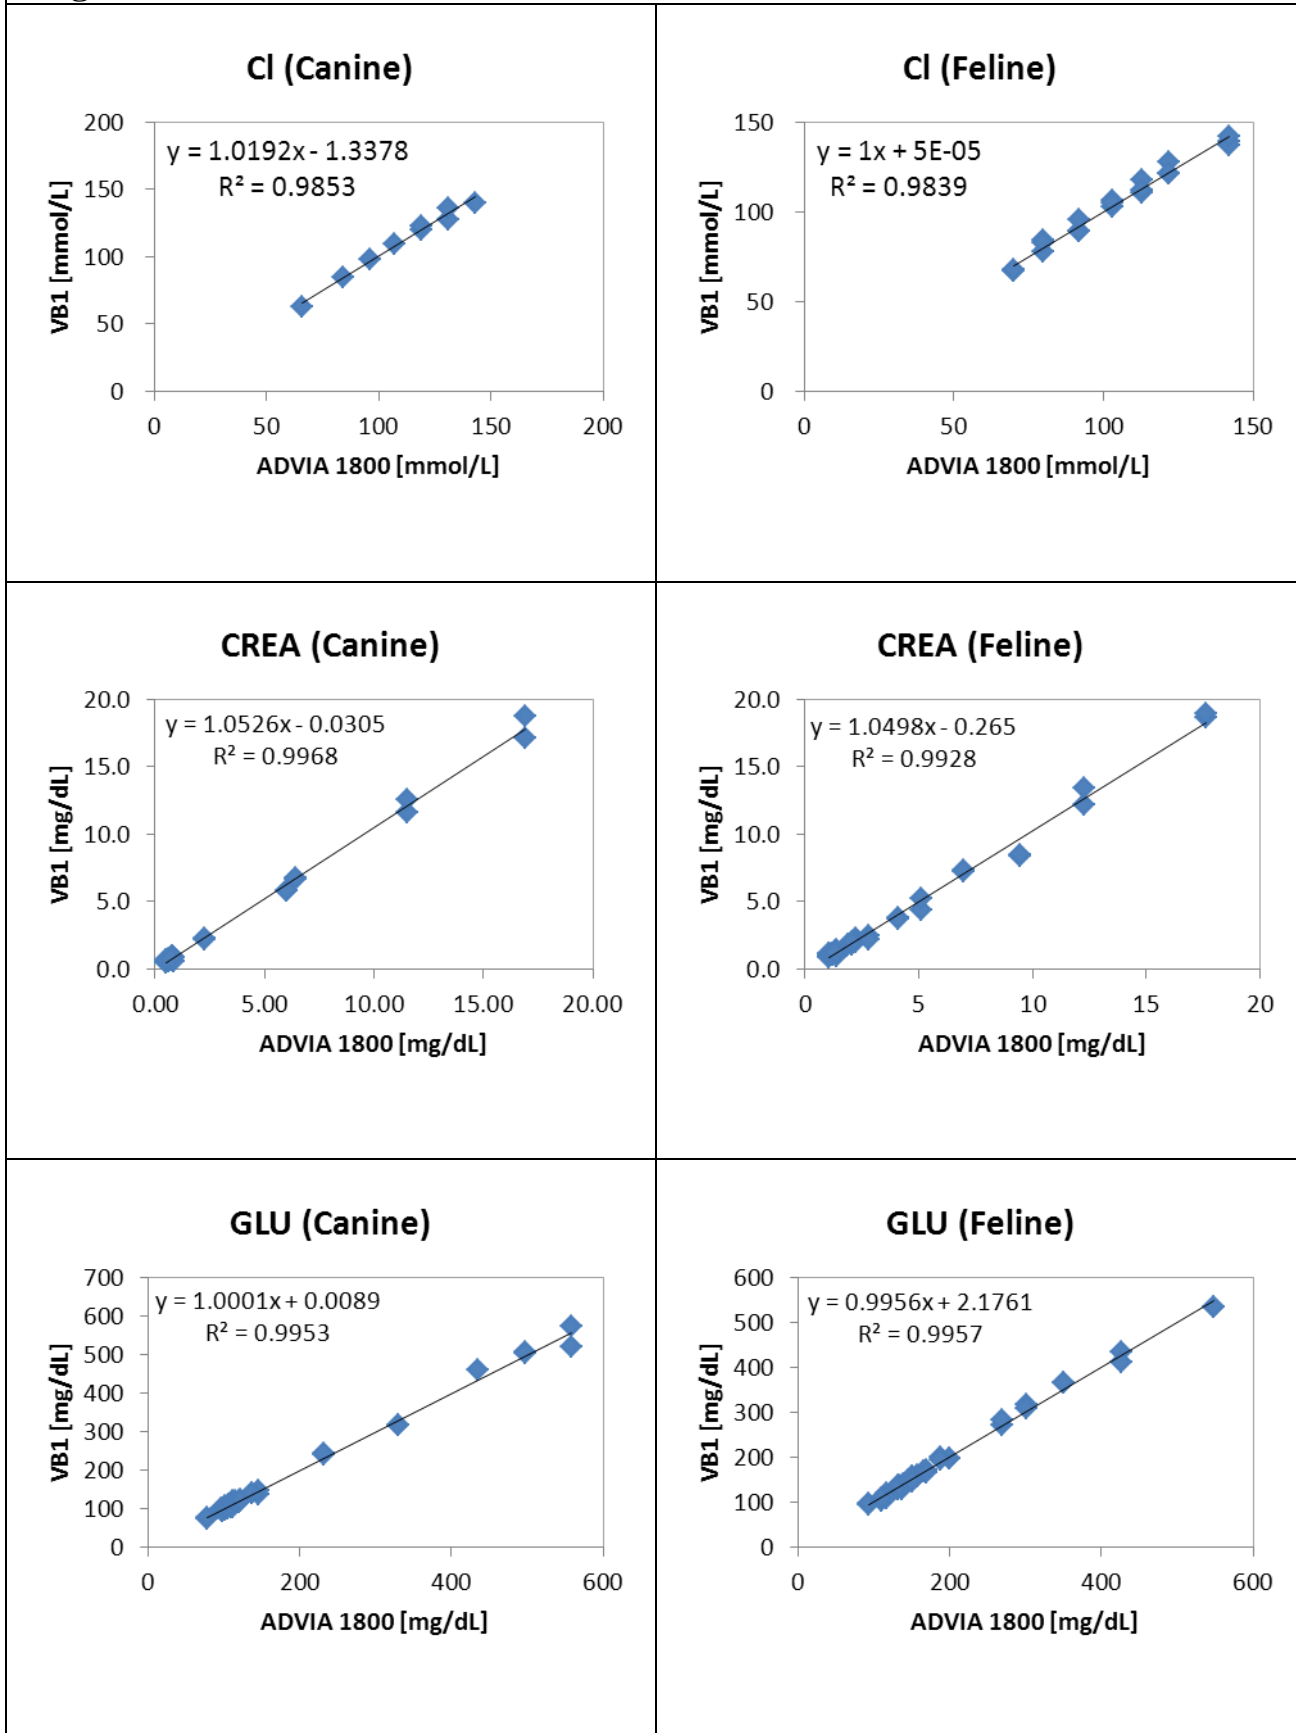 Cl (Canine)
200
150
100
50
0
y = 1.0192x - 1.3378
R² = 0.9853
VB1 [mmol/L]
0 50 100 150 200
ADVIA 1800 [mmol/L]
Cl (Feline)
150
100
50
0
y = 1x + 5E-05
R² = 0.9839
VB1 [mmol/L]
0 50 100 150
ADVIA 1800 [mmol/L]
CREA (Canine)
20.0
15.0
10.0
5.0
0.0
y = 1.0526x - 0.0305
R² = 0.9968
VB1 [mg/dL]
0.00 5.00 10.00 15.00 20.00
ADVIA 1800 [mg/dL]
CREA (Feline)
20.0
15.0
10.0
5.0
0.0
y = 1.0498x - 0.265
R² = 0.9928
VB1 [mg/dL]
0 5 10 15 20
ADVIA 1800 [mg/dL]
GLU (Canine)
700
600
500
400
300
200
100
0
y = 1.0001x + 0.0089
R² = 0.9953
VB1 [mg/dL]
0 200 400 600
ADVIA 1800 [mg/dL]
GLU (Feline)
600
500
400
300
200
100
0
y = 0.9956x + 2.1761
R² = 0.9957
VB1 [mg/dL]
0 200 400 600
ADVIA 1800 [mg/dL]